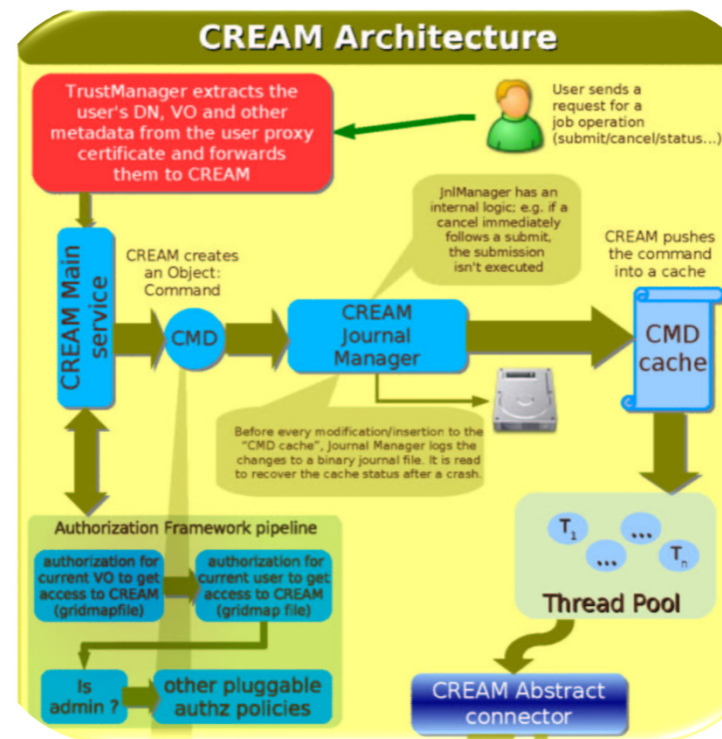 CREAM Architecture
TrustManager extracts the
user's DN, VO and other
metadata from the user proxy
certificate and forwards
them to CREAM
User sends a
request for a
job operation
(submit/cancel/status...)
JnlManager has an
internal logic; e.g. if a
cancel immediately
follows a submit,
the submission
isn't executed
CREAM pushes
the command
into a cache
CREAM creates
an Object:
Command
CREAM Main
service
CMD
CREAM
Journal
Manager
CMD
cache
Before every modification/insertion to the
“CMD cache”, Journal Manager logs the
changes to a binary journal file. It is read
to recover the cache status after a crash.
Authorization Framework pipeline
authorization for
current VO to get
access to CREAM
(gridmapfile)
authorization for
current user to get
access to CREAM
(gridmap file)
Is
admin ?
other pluggable
authz policies
T1
...
...
Tn
Thread Pool
CREAM Abstract
connector